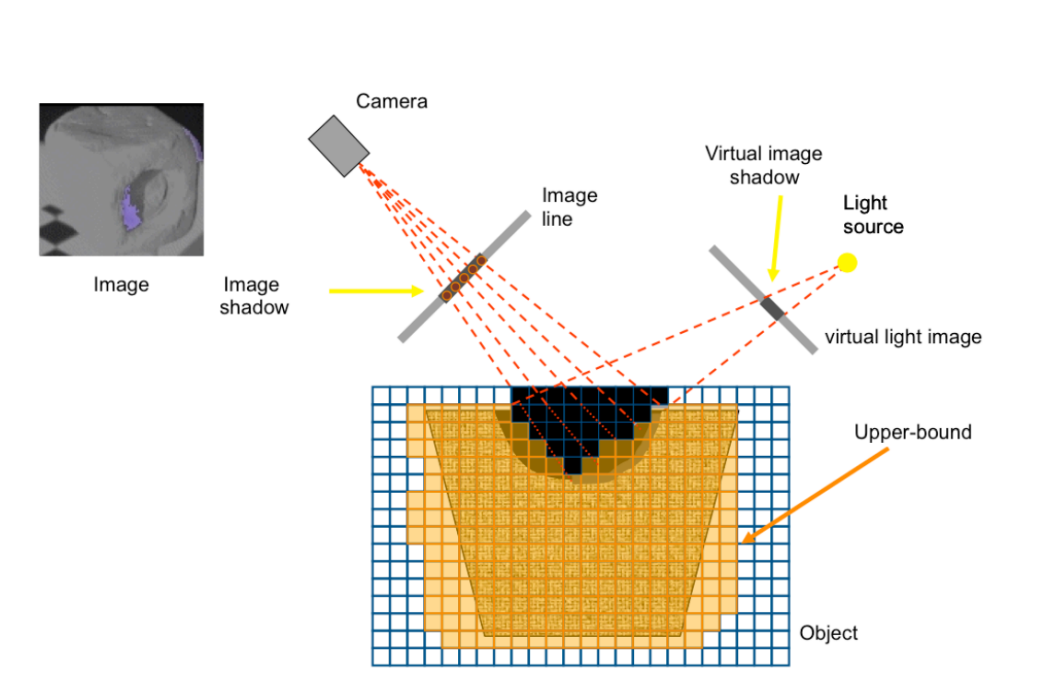 Camera
Virtual image
shadow
Image
line
Light
source
Image
Image
shadow
virtual light image
Upper-bound
Object